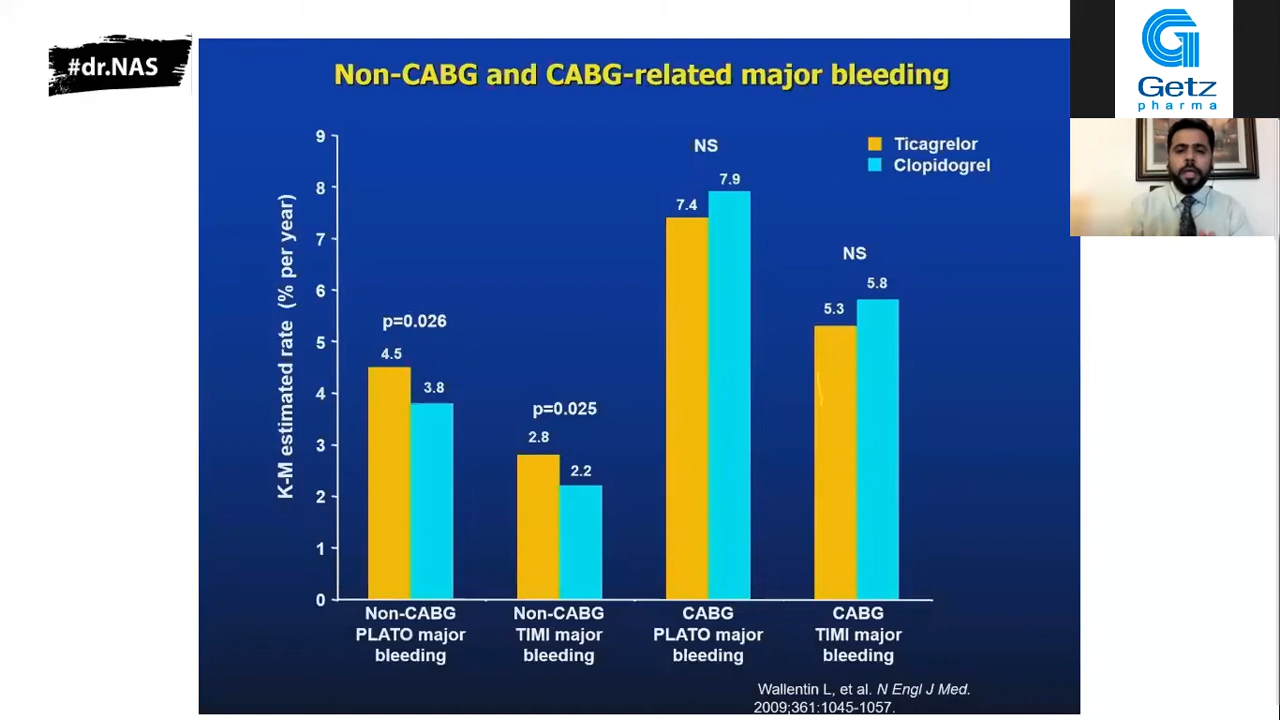 #dr.NAS
Getz
pharma
Non-CABG and CABG-related major bleeding
K-M estimated rate (% per year)
9
8
7
6
5
4
3
2
1
0
Ticagrelor
Clopidogrel
p=0.026
4.5
3.8
p=0.025
2.8
2.2
NS
7.4
7.9
NS
5.3
5.8
Non-CABG
PLATO major
bleeding
Non-CABG
TIMI major
bleeding
CABG
PLATO major
bleeding
CABG
TIMI major
bleeding
Wallentin L, et al. N Engl J Med.
2009;361:1045-1057.